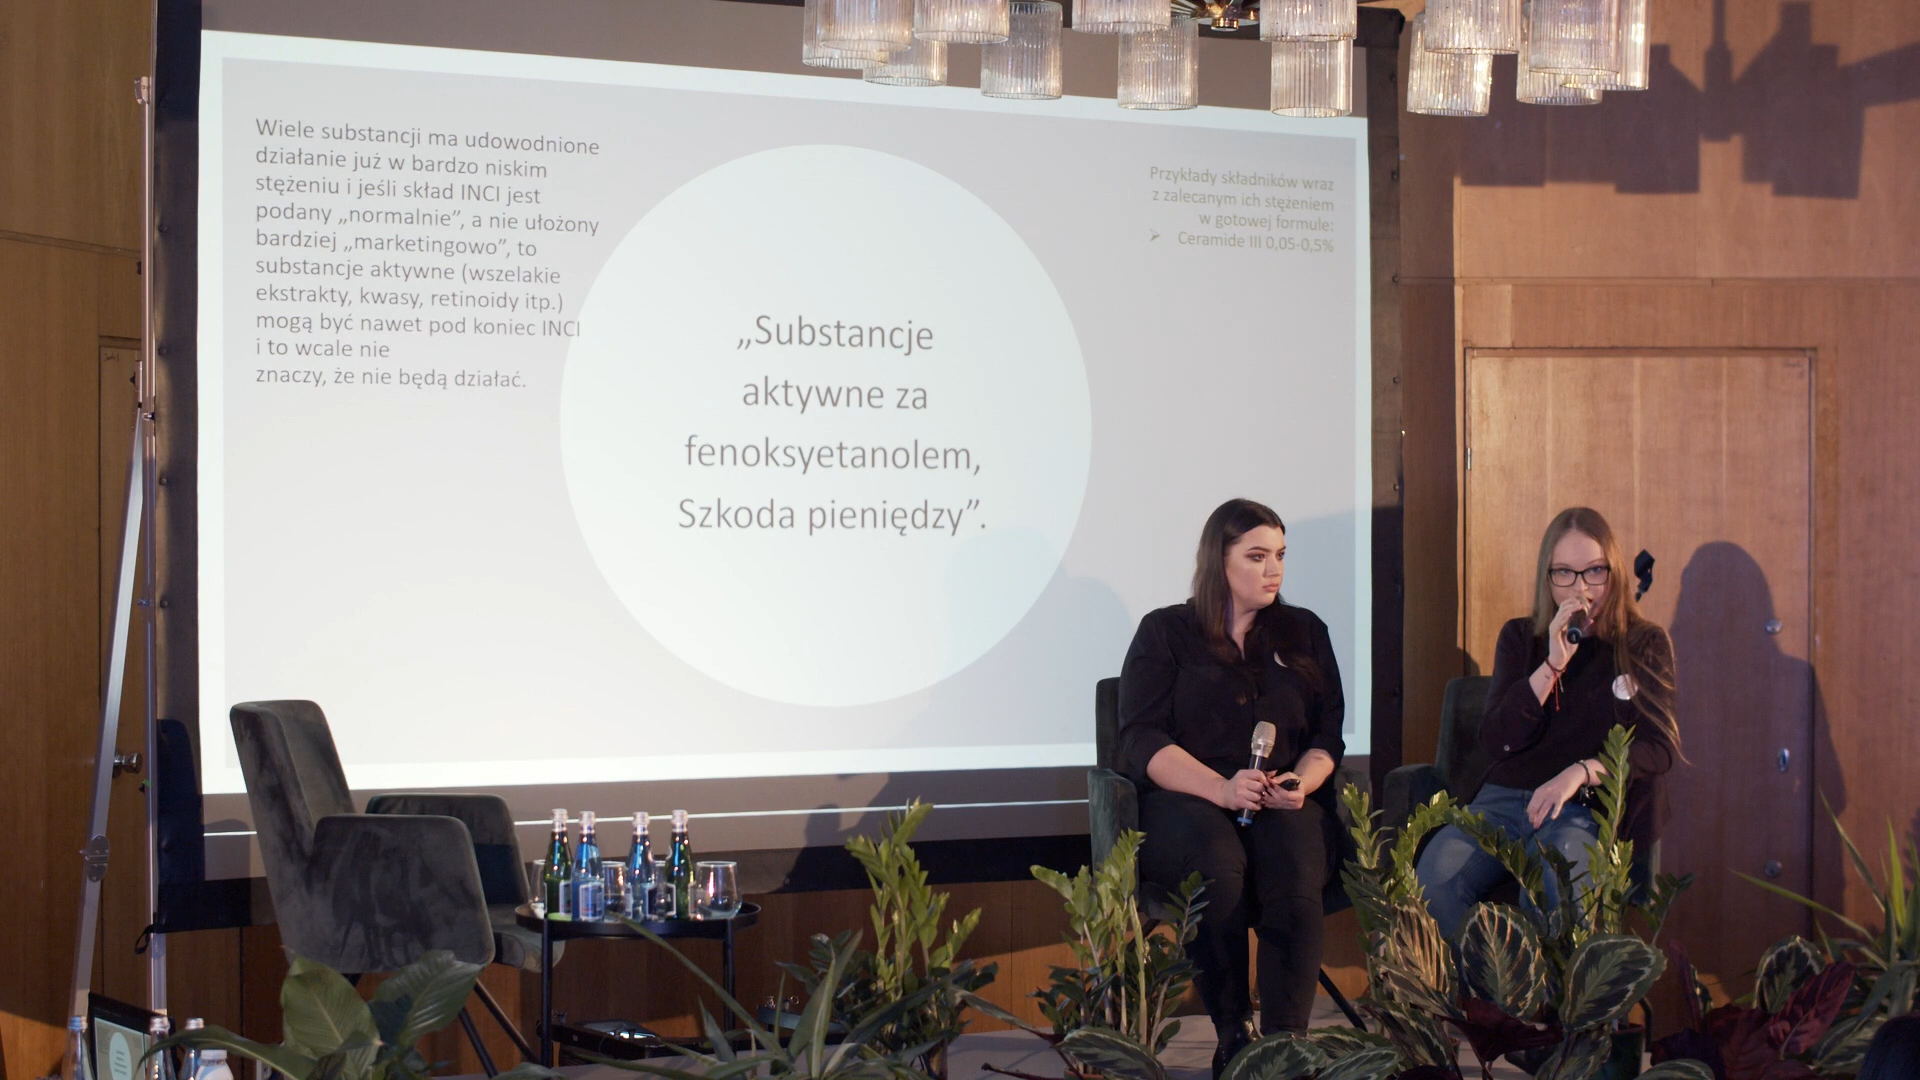 Wiele substancji ma udowodnione
działanie już w bardzo niskim
stężeniu i jeśli skład INCI jest
podany „normalnie”, a nie ułożony
bardziej „marketingowo”, to
substancje aktywne (wszelakie
ekstrakty, kwasy, retinoidy itp.)
mogą być nawet pod koniec INCI
i to wcale nie
znaczy, że nie będą działać.
„Substancje
aktywne za
fenoksyetanolem,
Szkoda pieniędzy”.
Przykłady składników wraz
z zalecanym ich stężeniem
w gotowej formule:
➢ Ceramide III 0,05-0,5%